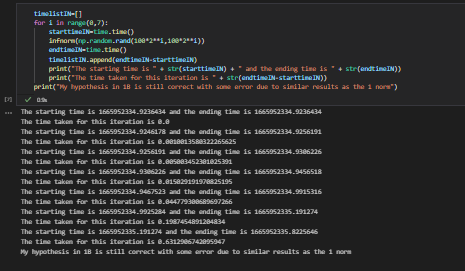 timelistIN=[]
for i in range(0,7):
starttimeIN=time.time()
infnorm(np.random.rand(100*2**i,100*2**i))
endtimeIN=time.time()
timelistIN.append(endtimeIN-starttimeIN)
print("The starting time is " + str(starttimeIN) + " and the ending time is " + str(endtimeIN))
print("The time taken for this iteration is " + str(endtimeIN-starttimeIN))
print("My hypothesis in 1B is still correct with some error due to similar results as the 1 norm")
[7] ✓ 0.9s
... The starting time is 1665952334.9236434 and the ending time is 1665952334.9236434
The time taken for this iteration is 0.0
The starting time is 1665952334.9246178 and the ending time is 1665952334.9256191
The time taken for this iteration is 0.0010013580322265625
The starting time is 1665952334.9256191 and the ending time is 1665952334.9306226
The time taken for this iteration is 0.005003452301025391
The starting time is 1665952334.9306226 and the ending time is 1665952334.9456518
The time taken for this iteration is 0.015029191970825195
The starting time is 1665952334.9467523 and the ending time is 1665952334.9915316
The time taken for this iteration is 0.044779300689697266
The starting time is 1665952334.9925284 and the ending time is 1665952335.191274
The time taken for this iteration is 0.1987454891204834
The starting time is 1665952335.191274 and the ending time is 1665952335.8225646
The time taken for this iteration is 0.6312906742095947
My hypothesis in 1B is still correct with some error due to similar results as the 1 norm